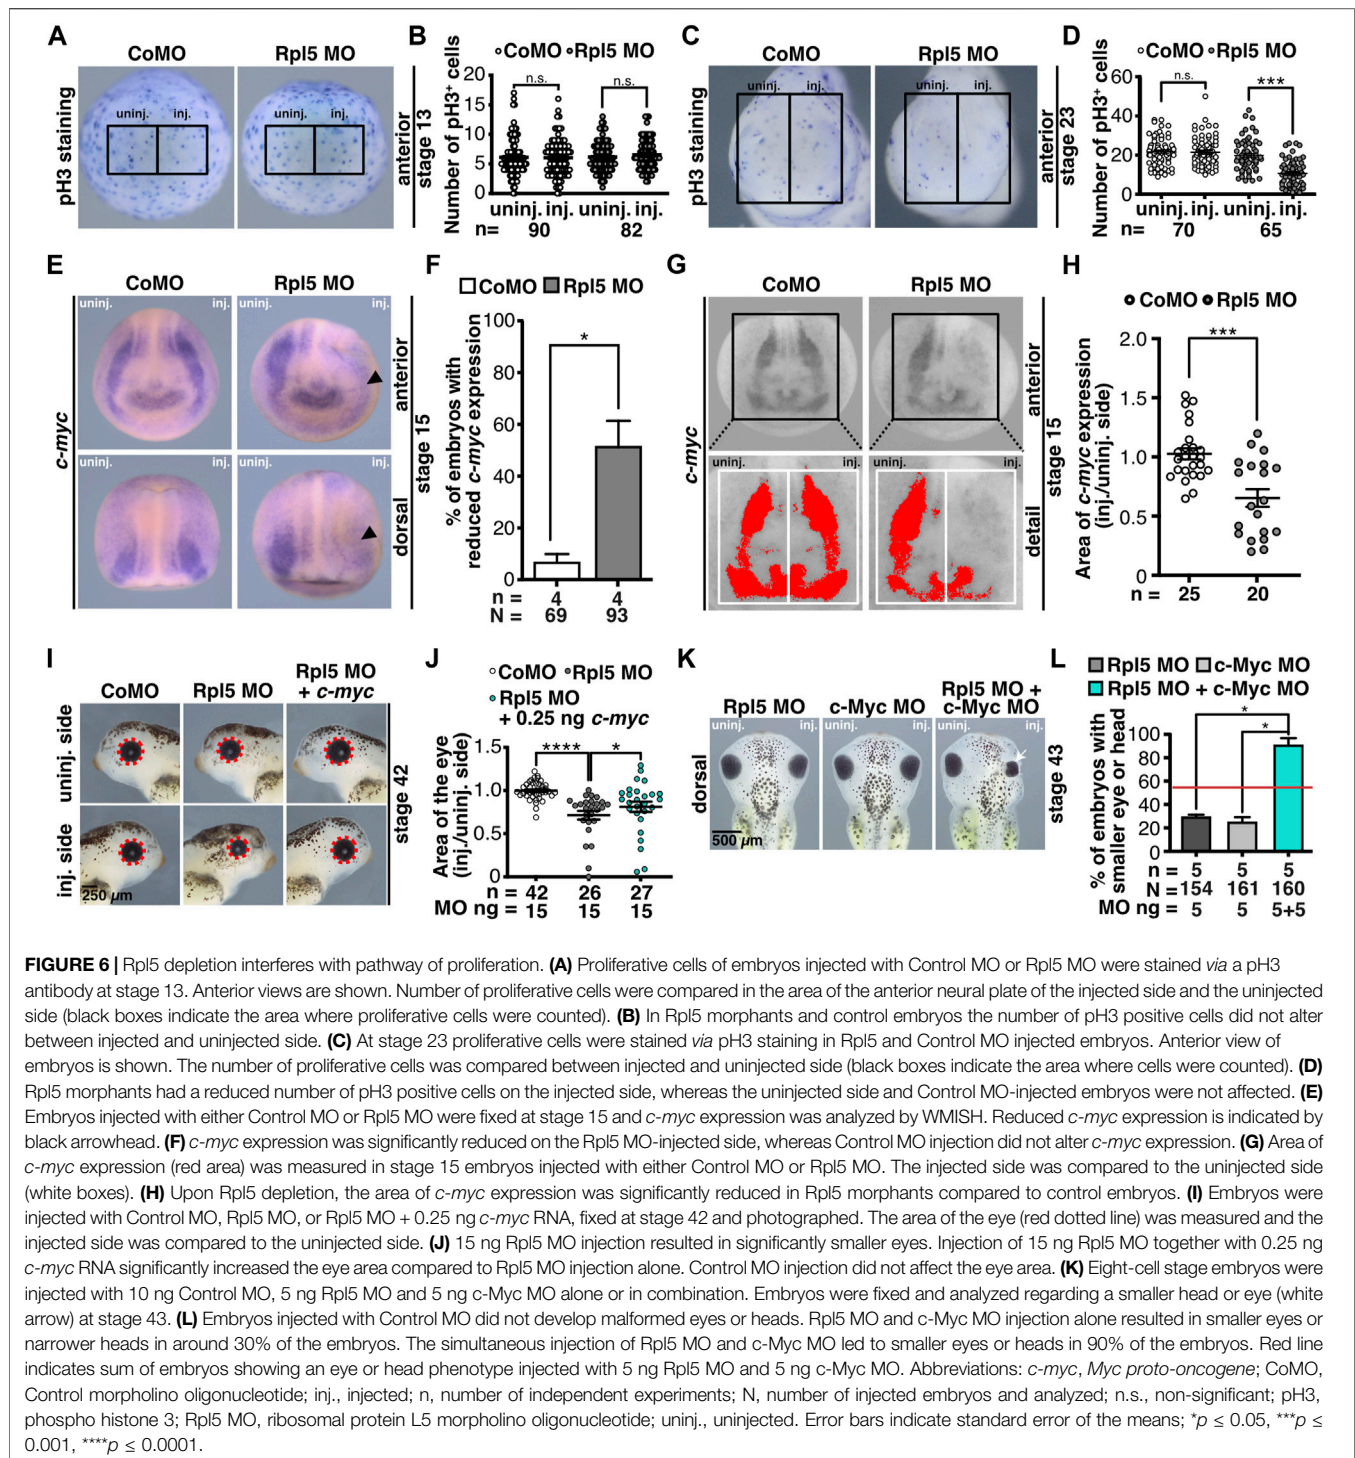 A
CoMO
Rpl5 MO
pH3 staining
uninj.
inj.
uninj.
inj.
anterior
stage 13
B
CoMO Rpl5 MO
Number of pH3+ cells
20
15
10
5
0
n.s.
n.s.
uninj. inj. uninj. inj.
n= 90 82
C
CoMO
Rpl5 MO
pH3 staining
anterior
stage 23
D
CoMO Rpl5 MO
Number of pH3+ cells
60
40
20
0
n.s.
***
uninj. inj. uninj. inj.
n= 70 65
E
CoMO
Rpl5 MO
c-myc
uninj. inj.
uninj. inj.
uninj. inj.
uninj. inj.
anterior
dorsal
stage 15
F
CoMO Rpl5 MO
% of embryos with
reduced c-myc expression
100
80
60
40
20
0
*
n 4 4
N 69 93
G
CoMO
Rpl5 MO
c-myc
uninj. inj.
uninj. inj.
anterior
detail
stage 15
H
CoMO Rpl5 MO
Area of c-myc expression
(inj./uninj. side)
2.0
1.5
1.0
0.5
0
***
n = 25 20
I
CoMO
Rpl5 MO
Rpl5 MO
+ c-myc
uninj. side
inj. side
250 µm
stage 42
J
CoMO Rpl5 MO
Rpl5 MO
+ 0.25 ng c-myc
Area of the eye
(inj./uninj. side)
1.5
1.0
0.5
0
****
*
n = 42 26 27
MO ng = 15 15 15
K
Rpl5 MO
c-Myc MO
Rpl5 MO +
c-Myc MO
uninj. inj.
uninj. inj.
uninj. inj.
dorsal
500 µm
stage 43
L
Rpl5 MO c-Myc MO
Rpl5 MO + c-Myc MO
% of embryos with
smaller eye or head
100
80
60
40
20
0
*
*
n = 5 5 5
N = 154 161 160
MO ng = 5 5 5+5
FIGURE 6 | Rpl5 depletion interferes with pathway of proliferation. (A) Proliferative cells of embryos injected with Control MO or Rpl5 MO were stained via a pH3
antibody at stage 13. Anterior views are shown. Number of proliferative cells were compared in the area of the anterior neural plate of the injected side and the uninjected
side (black boxes indicate the area where proliferative cells were counted). (B) In Rpl5 morphants and control embryos the number of pH3 positive cells did not alter
between injected and uninjected side. (C) At stage 23 proliferative cells were stained via pH3 staining in Rpl5 and Control MO injected embryos. Anterior view of
embryos is shown. The number of proliferative cells was compared between injected and uninjected side (black boxes indicate the area where cells were counted). (D)
Rpl5 morphants had a reduced number of pH3 positive cells on the injected side, whereas the uninjected side and Control MO-injected embryos were not affected. (E)
Embryos injected with either Control MO or Rpl5 MO were fixed at stage 15 and c-myc expression was analyzed by WMISH. Reduced c-myc expression is indicated by
black arrowhead. (F) c-myc expression was significantly reduced on the Rpl5 MO-injected side, whereas Control MO injection did not alter c-myc expression. (G) Area of
c-myc expression (red area) was measured in stage 15 embryos injected with either Control MO or Rpl5 MO. The injected side was compared to the uninjected side
(white boxes). (H) Upon Rpl5 depletion, the area of c-myc expression was significantly reduced in Rpl5 morphants compared to control embryos. (I) Embryos were
injected with Control MO, Rpl5 MO, or Rpl5 MO + 0.25 ng c-myc RNA, fixed at stage 42 and photographed. The area of the eye (red dotted line) was measured and the
injected side was compared to the uninjected side. (J) 15 ng Rpl5 MO injection resulted in significantly smaller eyes. Injection of 15 ng Rpl5 MO together with 0.25 ng
c-myc RNA significantly increased the eye area compared to Rpl5 MO injection alone. Control MO injection did not affect the eye area. (K) Eight-cell stage embryos were
injected with 10 ng Control MO, 5 ng Rpl5 MO and 5 ng c-Myc MO alone or in combination. Embryos were fixed and analyzed regarding a smaller head or eye (white
arrow) at stage 43. (L) Embryos injected with Control MO did not develop malformed eyes or heads. Rpl5 MO and c-Myc MO injection alone resulted in smaller eyes or
narrower heads in around 30% of the embryos. The simultaneous injection of Rpl5 MO and c-Myc MO led to smaller eyes or heads in 90% of the embryos. Red line
indicates sum of embryos showing an eye or head phenotype injected with 5 ng Rpl5 MO and 5 ng c-Myc MO. Abbreviations: c-myc, Myc proto-oncogene; CoMO,
Control morpholino oligonucleotide; inj., injected; n, number of independent experiments; N, number of injected embryos and analyzed; n.s., non-significant; pH3,
phospho histone 3; Rpl5 MO, ribosomal protein L5 morpholino oligonucleotide; uninj., uninjected. Error bars indicate standard error of the means; *p ≤ 0.05, ***p ≤
0.001, ****p ≤ 0.0001.